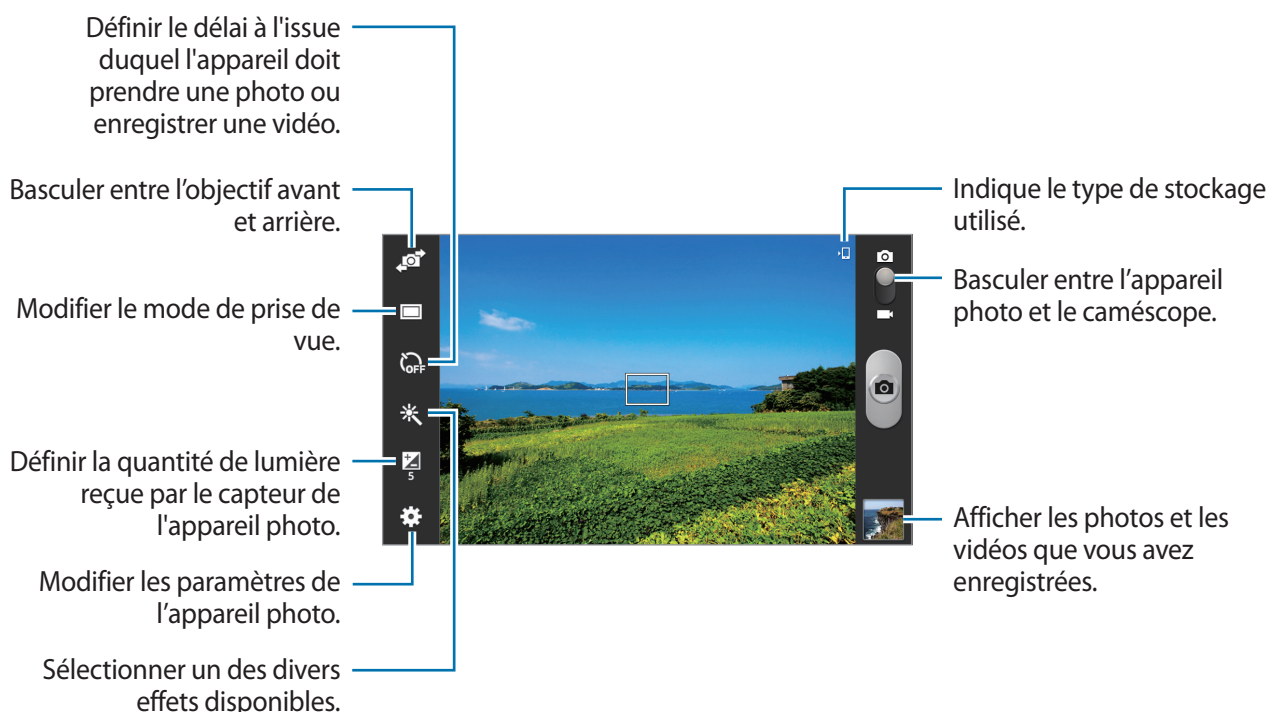 Définir le délai à l'issue
duquel l'appareil doit
prendre une photo ou
enregistrer une vidéo.
Basculer entre l’objectif avant
et arrière.
Modifier le mode de prise de
vue.
Définir la quantité de lumière
reçue par le capteur de
l'appareil photo.
Modifier les paramètres de
l’appareil photo.
Sélectionner un des divers
effets disponibles.
OFF
5
Indique le type de stockage
utilisé.
Basculer entre l’appareil
photo et le caméscope.
Afficher les photos et les
vidéos que vous avez
enregistrées.